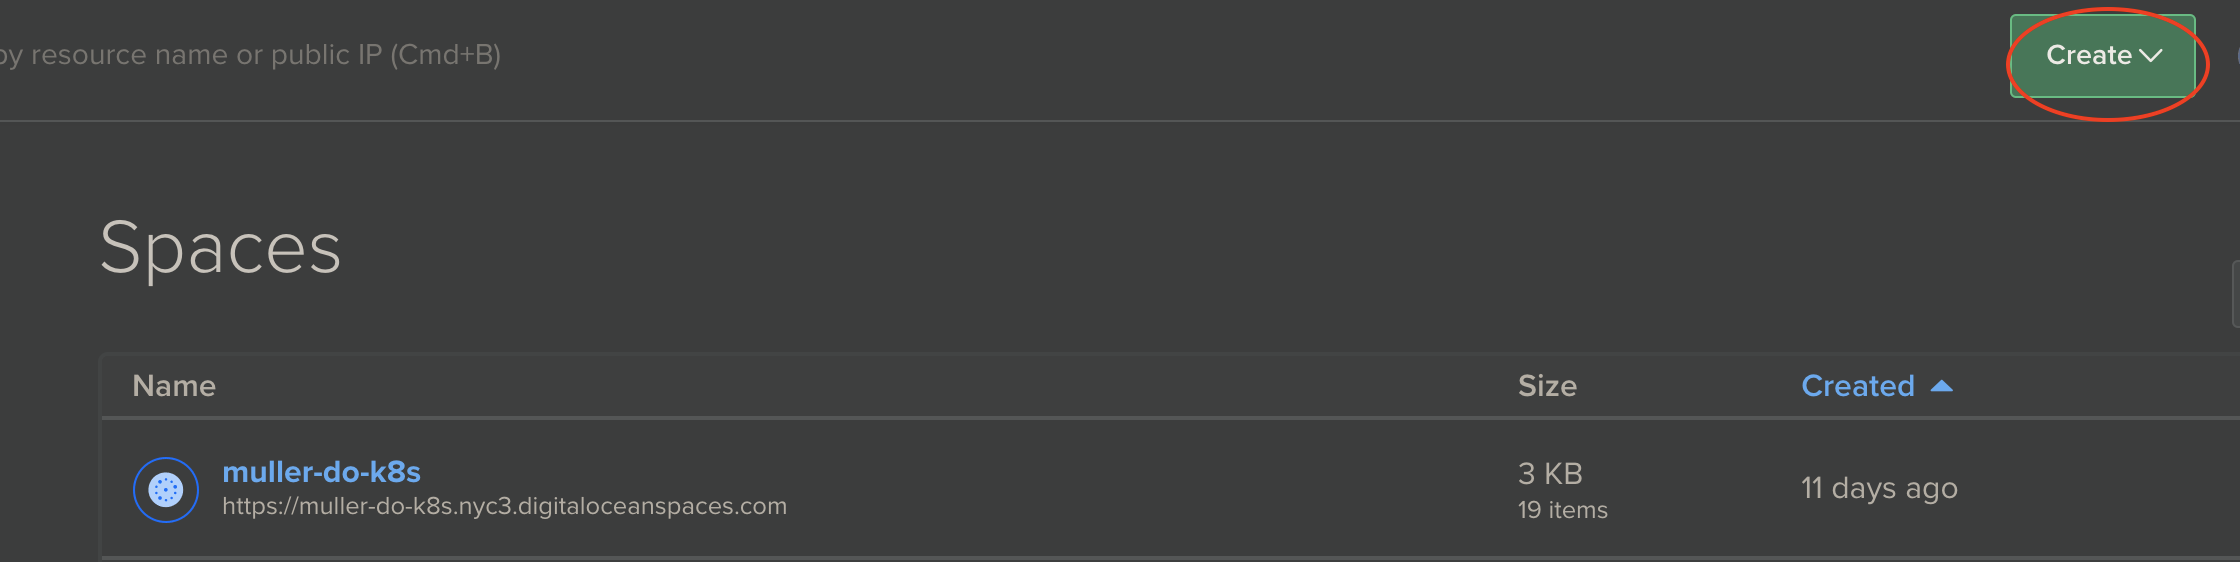 by resource name or public IP (Cmd+B)
Create
Spaces
Name Size Created
muller-do-k8s
https://muller-do-k8s.nyc3.digitaloceanspaces.com
3 KB
19 items
11 days ago